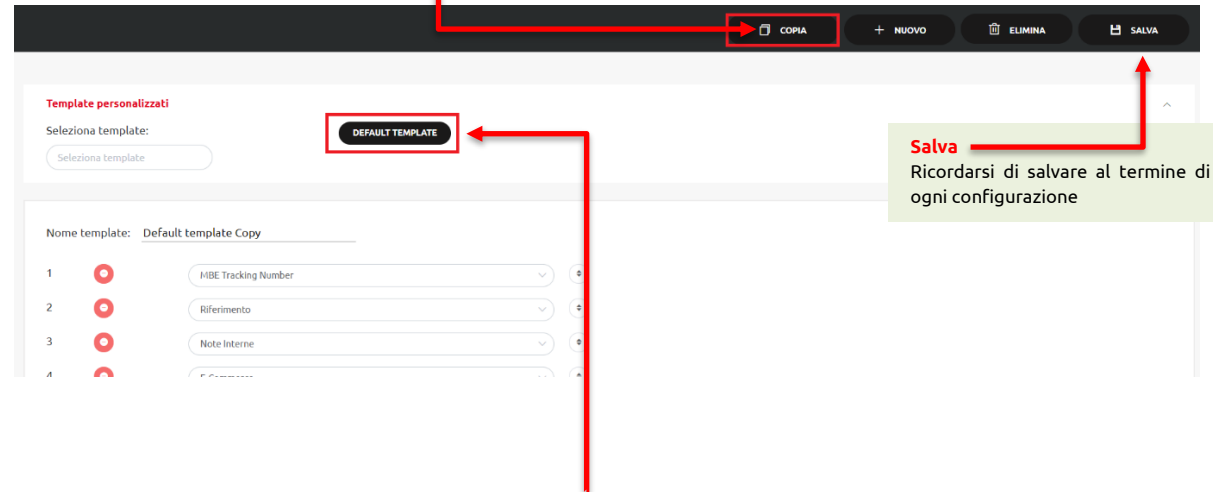 COPIA
NUOVO
ELIMINA
SALVA
Template personalizzati
Seleziona template:
DEFAULT TEMPLATE
Seleziona template
Salva
Ricordarsi di salvare al termine di
ogni configurazione
Nome template: Default template Copy
1 MBE Tracking Number
2 Riferimento
3 Note Interne